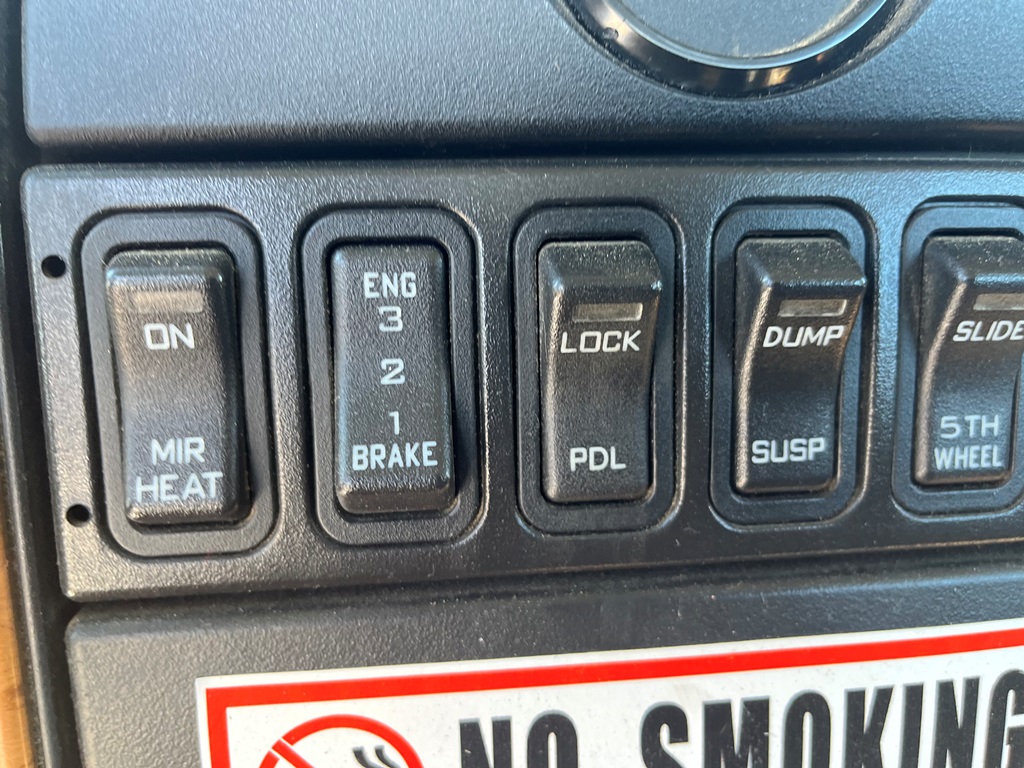 ON
MIR
HEAT
ENG
3
2
1
BRAKE
LOCK
PDL
DUMP
SUSP
SLIDE
5TH
WHEEL
NO SMOKING